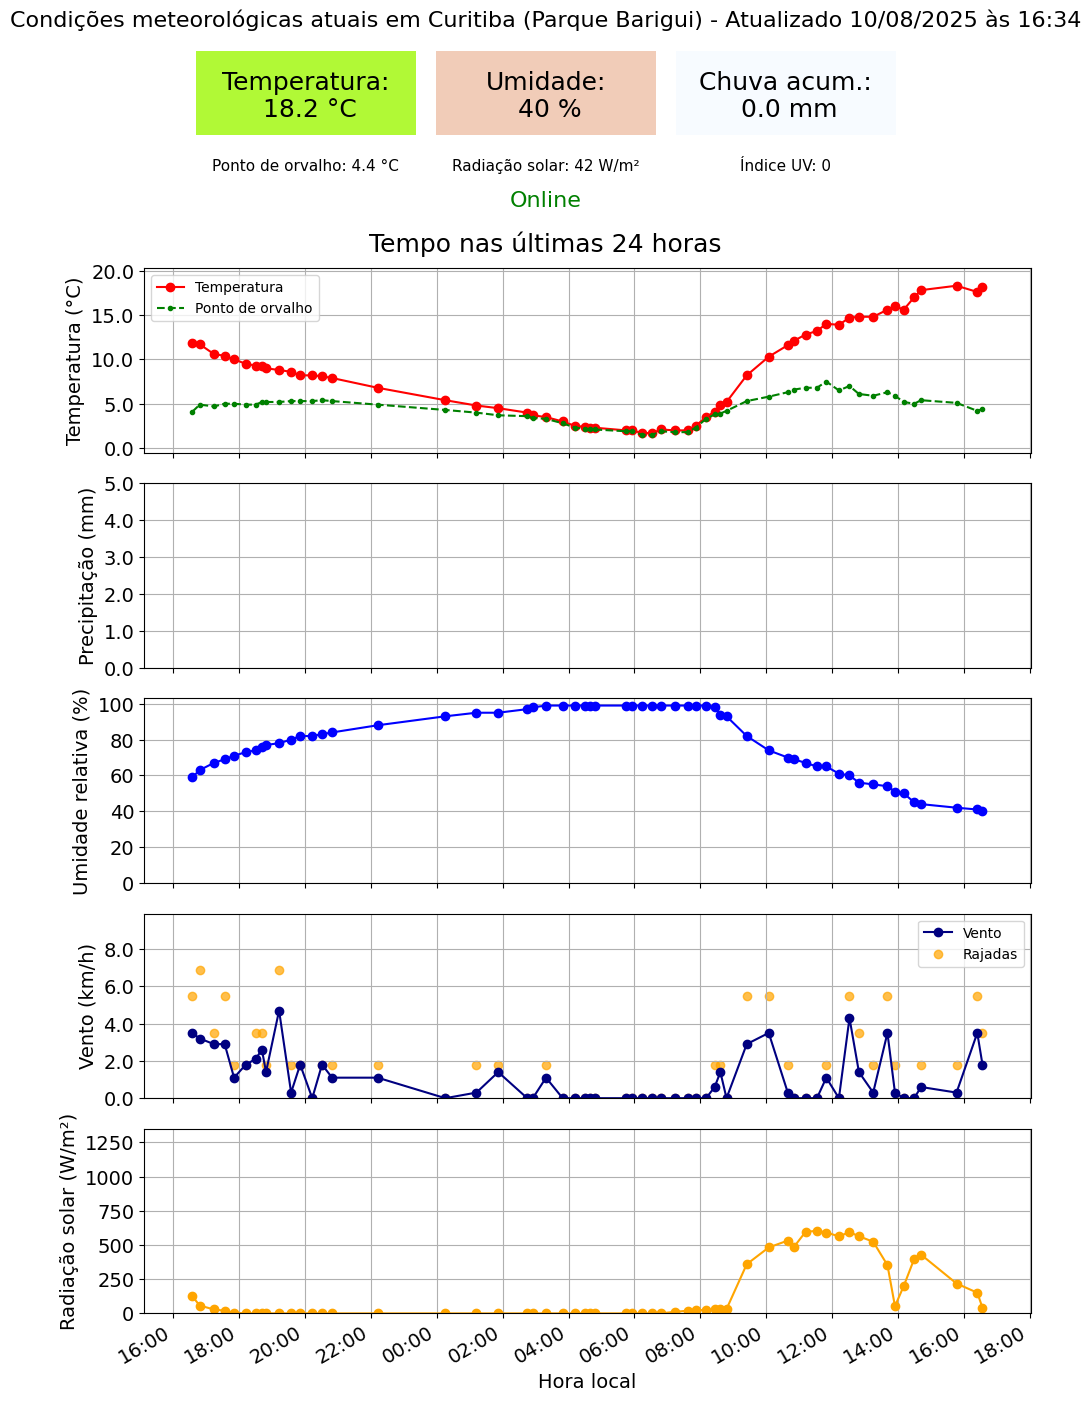 Condições meteorológicas atuais em Curitiba (Parque Barigui) - Atualizado 10/08/2025 às 16:34
Temperatura:
18.2 °C
Umidade:
40 %
Chuva acum.:
0.0 mm
Ponto de orvalho: 4.4 °C
Radiação solar: 42 W/m²
Índice UV: 0
Online
Tempo nas últimas 24 horas
Temperatura (°C)
20.0
15.0
10.0
5.0
0.0
Temperatura
Ponto de orvalho
Precipitação (mm)
5.0
4.0
3.0
2.0
1.0
0.0
Umidade relativa (%)
100
80
60
40
20
0
Vento (km/h)
8.0
6.0
4.0
2.0
0.0
Vento
Rajadas
Radiação solar (W/m²)
1250
1000
750
500
250
0
16:00
18:00
20:00
22:00
00:00
02:00
04:00
06:00
08:00
10:00
12:00
14:00
16:00
18:00
Hora local